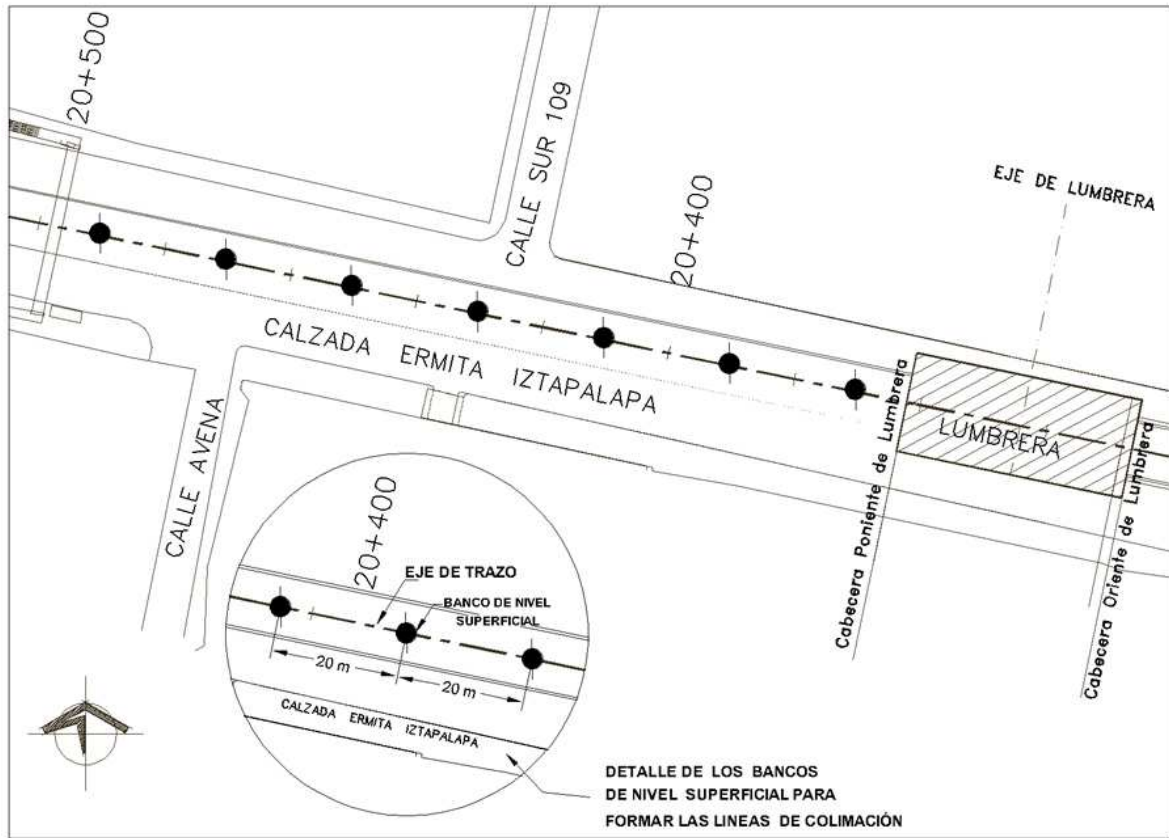 20+500
CALLE SUR 109
20+400
EJE DE LUMBRERA
CALZADA ERMITA IZTAPALAPA
LUMBRERA
Cabecera Poniente de Lumbrera
Cabecera Oriente de Lumbrera
CALLE AVENA
20+400
EJE DE TRAZO
BANCO DE NIVEL
SUPERFICIAL
20 m
20 m
CALZADA ERMITA IZTAPALAPA
DETALLE DE LOS BANCOS
DE NIVEL SUPERFICIAL PARA
FORMAR LAS LINEAS DE COLIMACIÓN